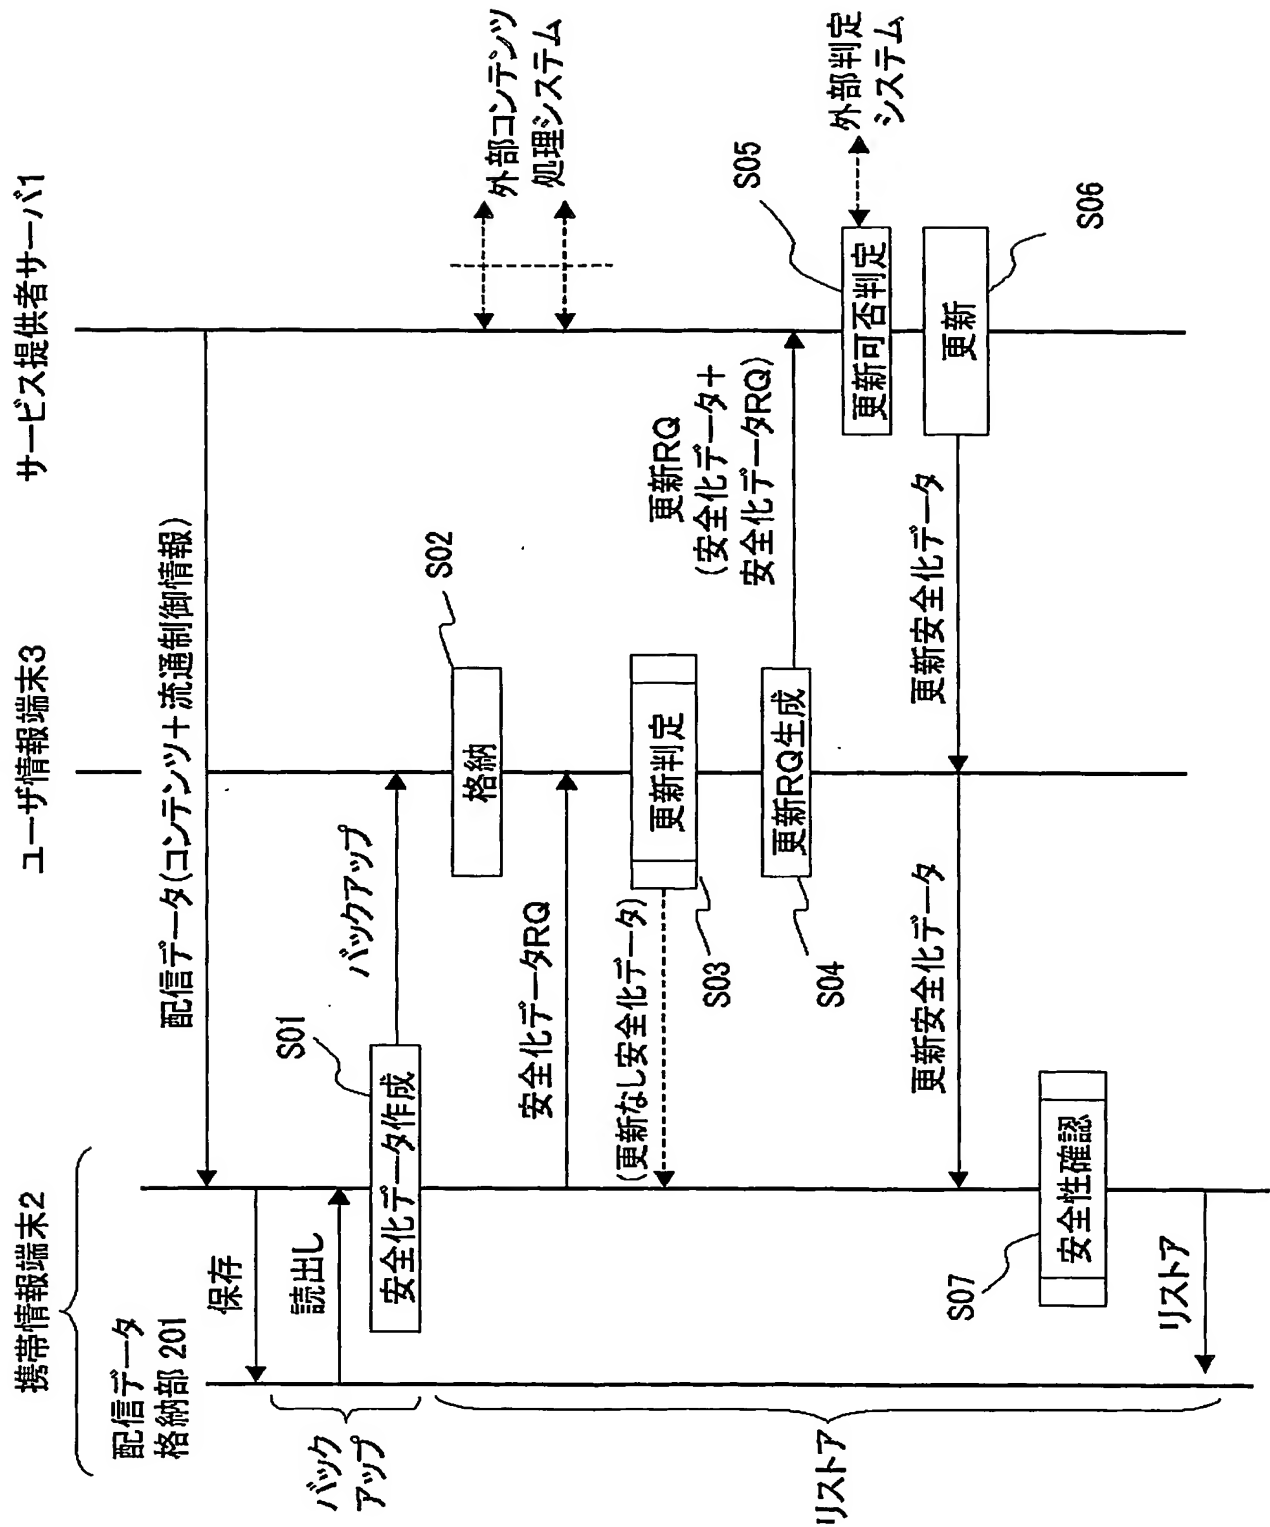 携帯情報端末2
配信データ
格納部 201
ユーザ情報端末3
サービス提供者サーバ1
配信データ(コンテンツ+流通制御情報)
保存
バック
アップ
読出し
安全化データ作成
S01
バックアップ
格納
S02
外部コンテンツ
処理システム
リストア
安全化データRQ
更新判定
S03
(更新なし安全化データ)
更新RQ生成
S04
更新RQ
(安全化データ+
安全化データRQ)
更新可否判定
S05
外部判定
システム
更新
S06
更新安全化データ
更新安全化データ
安全性確認
S07
リストア